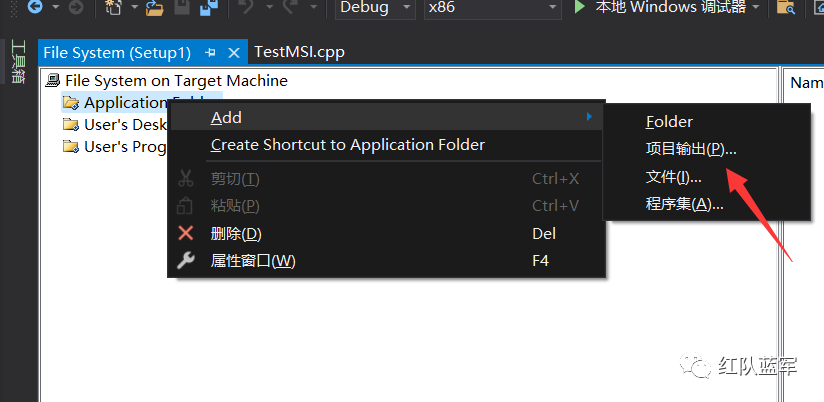 Debug x86 本地 Windows 调试器
工具箱
File System (Setup1) TestMSI.cpp
File System on Target Machine
Nam
Application Folder
User's Desk
User's Prog
Add
Create Shortcut to Application Folder
剪切(T) Ctrl+X
粘贴(P) Ctrl+V
删除(D) Del
属性窗口(W) F4
Folder
项目输出(P)...
文件(I)...
程序集(A)...
红队蓝军